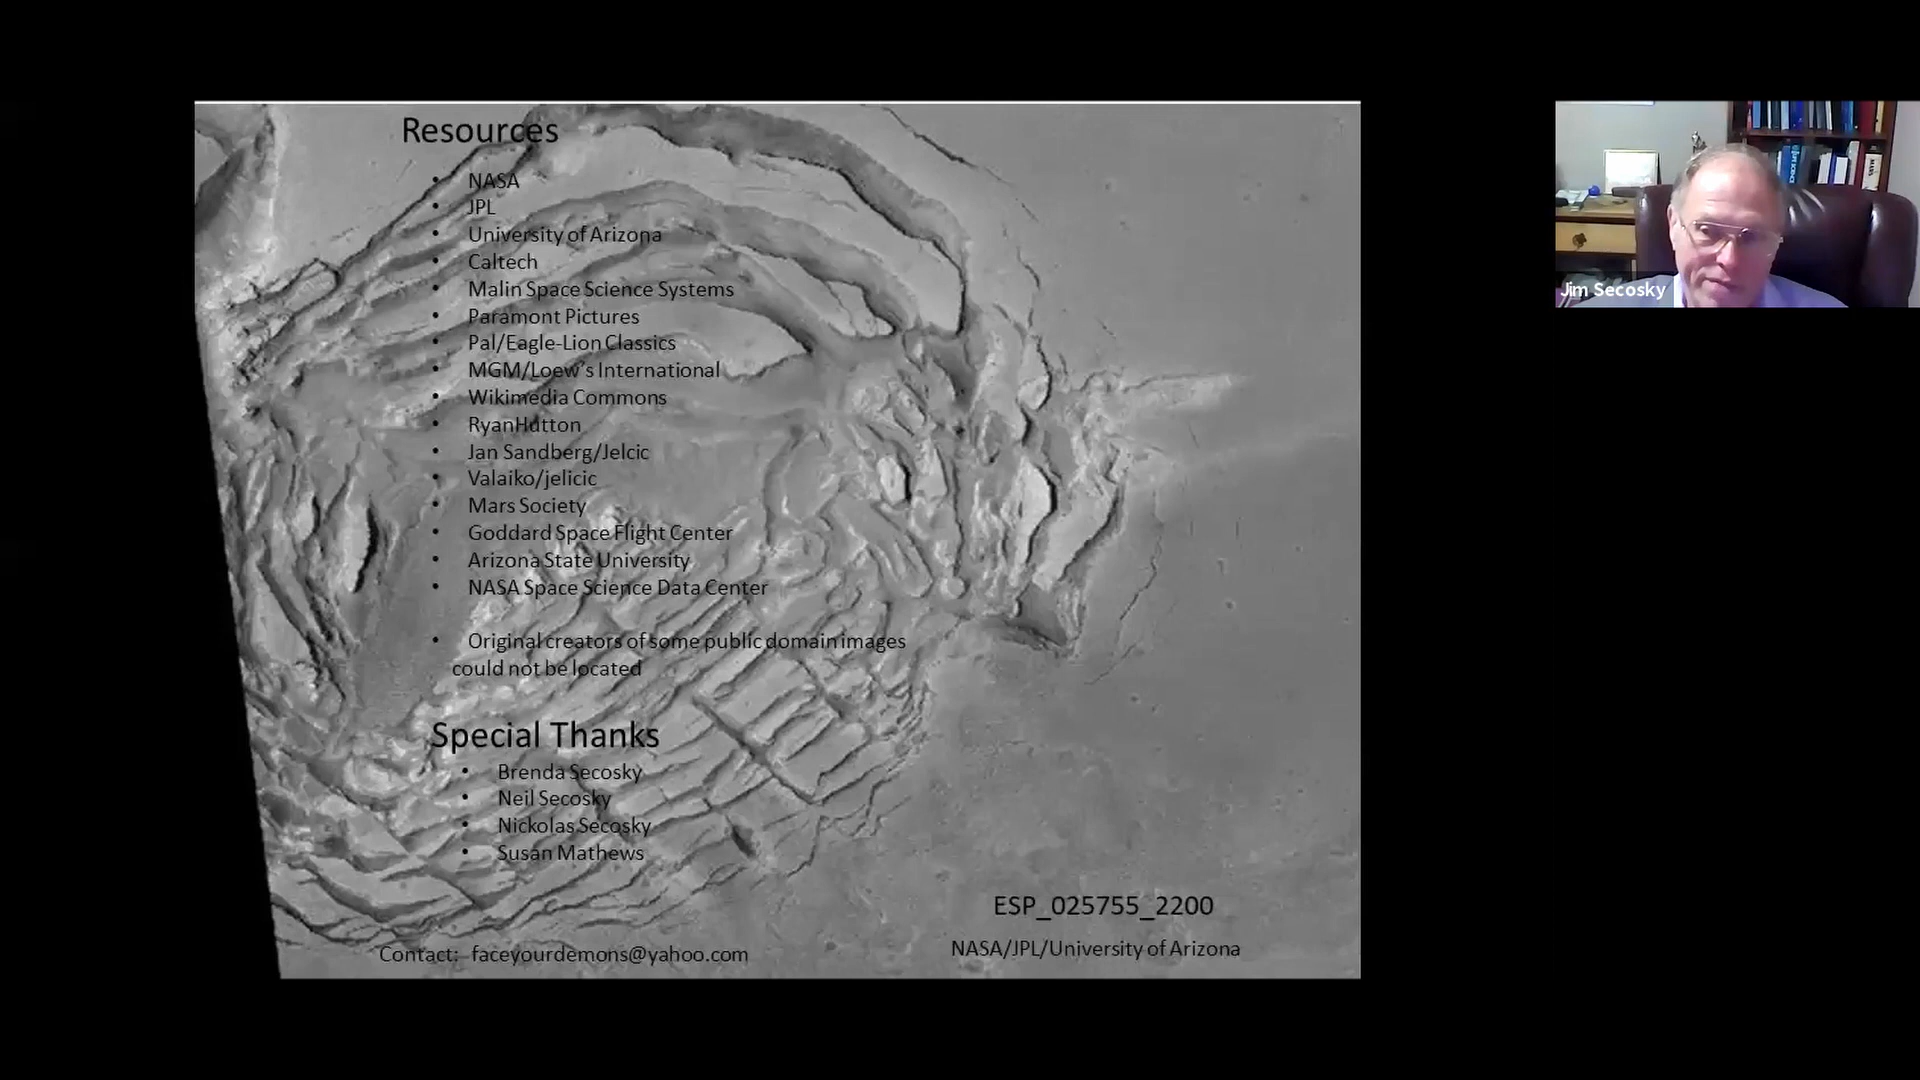 Resources
• NASA
• JPL
• University of Arizona
• Caltech
• Malin Space Science Systems
• Paramont Pictures
• Pal/Eagle-Lion Classics
• MGM/Loew's International
• Wikimedia Commons
• RyanHutton
• Jan Sandberg/Jelcic
• Valaiko/jelicic
• Mars Society
• Goddard Space Flight Center
• Arizona State University
• NASA Space Science Data Center
• Original creators of some public domain images
could not be located
Special Thanks
• Brenda Secosky
• Neil Secosky
• Nickolas Secosky
• Susan Mathews
Contact: faceyourdemons@yahoo.com
ESP_025755_2200
NASA/JPL/University of Arizona
Jim Secosky